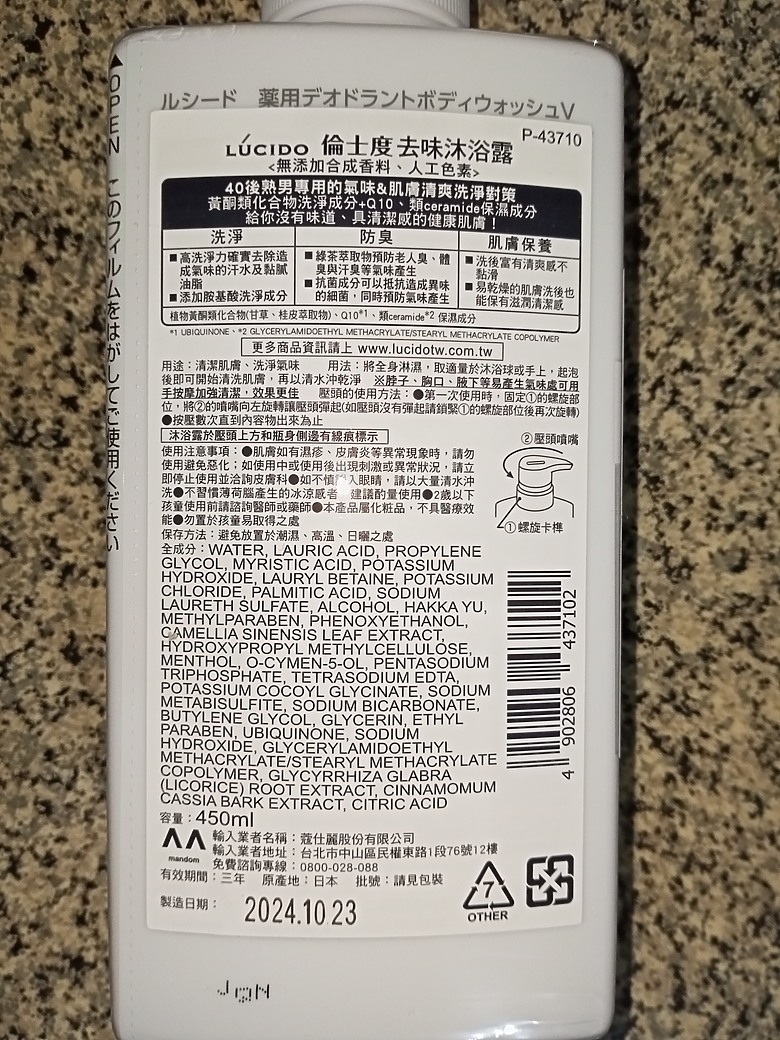 ルシード 薬用デオドラントボディウォッシュV
▲OPEN このフィルムをはがしてご使用ください
P-43710
LÚCIDO 倫士度 去味沐浴露
<無添加合成香料、人工色素>
40後熟男專用的氣味&肌膚清爽洗淨對策
黃酮類化合物洗淨成分+Q10、類ceramide保濕成分
給你沒有味道、具清潔感的健康肌膚！
洗淨
■高洗淨力確實去除造
成氣味的汗水及黏膩
油脂
■添加胺基酸洗淨成分
防臭
■綠茶萃取物預防老人臭、體
臭與汗臭等氣味產生
■抗菌成分可以抵抗造成異味
的細菌，同時預防氣味產生
肌膚保養
■洗後富有清爽感不
黏滑
■易乾燥的肌膚洗後也
能保有滋潤清潔感
植物黃酮類化合物(甘草、桂皮萃取物)、Q10*1、類ceramide*2 保濕成分
*1 UBIQUINONE、*2 GLYCERYLAMIDOETHYL METHACRYLATE/STEARYL METHACRYLATE COPOLYMER
更多商品資訊請上 www.lucidotw.com.tw
用途：清潔肌膚、洗淨氣味 用法：將全身淋濕，取適量於沐浴球或手上，起泡
後即可開始清洗肌膚，再以清水沖乾淨 ※脖子、胸口、腋下等易產生氣味處可用
手按摩加強清潔，效果更佳 壓頭的使用方法：●第一次使用時，固定①的螺旋部
位，將②的噴嘴向左旋轉讓壓頭彈起(如壓頭沒有彈起請鎖緊①的螺旋部位後再次旋轉)
●按壓數次直到內容物出來為止
沐浴露於壓頭上方和瓶身側邊有線痕標示
使用注意事項：●肌膚如有濕疹、皮膚炎等異常現象時，請勿
使用避免惡化；如使用中或使用後出現刺激或異常狀況，請立
即停止使用並洽詢皮膚科●如不慎入眼睛，請以大量清水沖
洗●不習慣薄荷腦產生的冰涼感者 建議酌量使用●2歲以下
孩童使用前請諮詢醫師或藥師●本產品屬化粧品，不具醫療效
能●勿置於孩童易取得之處
保存方法：避免放置於潮濕、高溫、日曬之處
②壓頭噴嘴
①螺旋卡榫
全成分：WATER, LAURIC ACID, PROPYLENE
GLYCOL, MYRISTIC ACID, POTASSIUM
HYDROXIDE, LAURYL BETAINE, POTASSIUM
CHLORIDE, PALMITIC ACID, SODIUM
LAURETH SULFATE, ALCOHOL, HAKKA YU,
METHYLPARABEN, PHENOXYETHANOL,
CAMELLIA SINENSIS LEAF EXTRACT,
HYDROXYPROPYL METHYLCELLULOSE,
MENTHOL, O-CYMEN-5-OL, PENTASODIUM
TRIPHOSPHATE, TETRASODIUM EDTA,
POTASSIUM COCOYL GLYCINATE, SODIUM
METABISULFITE, SODIUM BICARBONATE,
BUTYLENE GLYCOL, GLYCERIN, ETHYL
PARABEN, UBIQUINONE, SODIUM
HYDROXIDE, GLYCERYLAMIDOETHYL
METHACRYLATE/STEARYL METHACRYLATE
COPOLYMER, GLYCYRRHIZA GLABRA
(LICORICE) ROOT EXTRACT, CINNAMOMUM
CASSIA BARK EXTRACT, CITRIC ACID
4 902806 437102
容量：450ml
mandom
輸入業者名稱：蔻仕麗股份有限公司
輸入業者地址：台北市中山區民權東路1段76號12樓
免費諮詢專線：0800-028-088
有效期間：三年 原產地：日本 批號：請見包裝
製造日期： 2024.10 23
7
OTHER